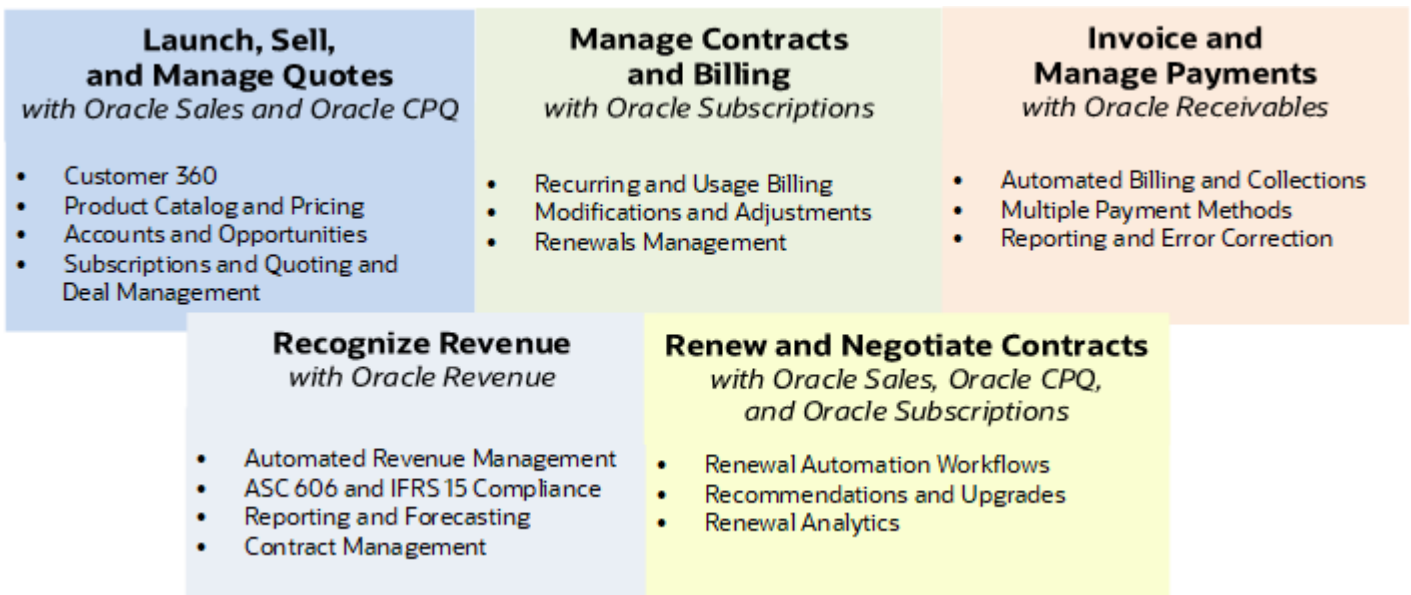 Launch, Sell,
and Manage Quotes
with Oracle Sales and Oracle CPQ
• Customer 360
• Product Catalog and Pricing
• Accounts and Opportunities
• Subscriptions and Quoting and
Deal Management
Manage Contracts
and Billing
with Oracle Subscriptions
• Recurring and Usage Billing
• Modifications and Adjustments
• Renewals Management
Invoice and
Manage Payments
with Oracle Receivables
• Automated Billing and Collections
• Multiple Payment Methods
• Reporting and Error Correction
Recognize Revenue
with Oracle Revenue
• Automated Revenue Management
• ASC 606 and IFRS 15 Compliance
• Reporting and Forecasting
• Contract Management
Renew and Negotiate Contracts
with Oracle Sales, Oracle CPQ,
and Oracle Subscriptions
• Renewal Automation Workflows
• Recommendations and Upgrades
• Renewal Analytics